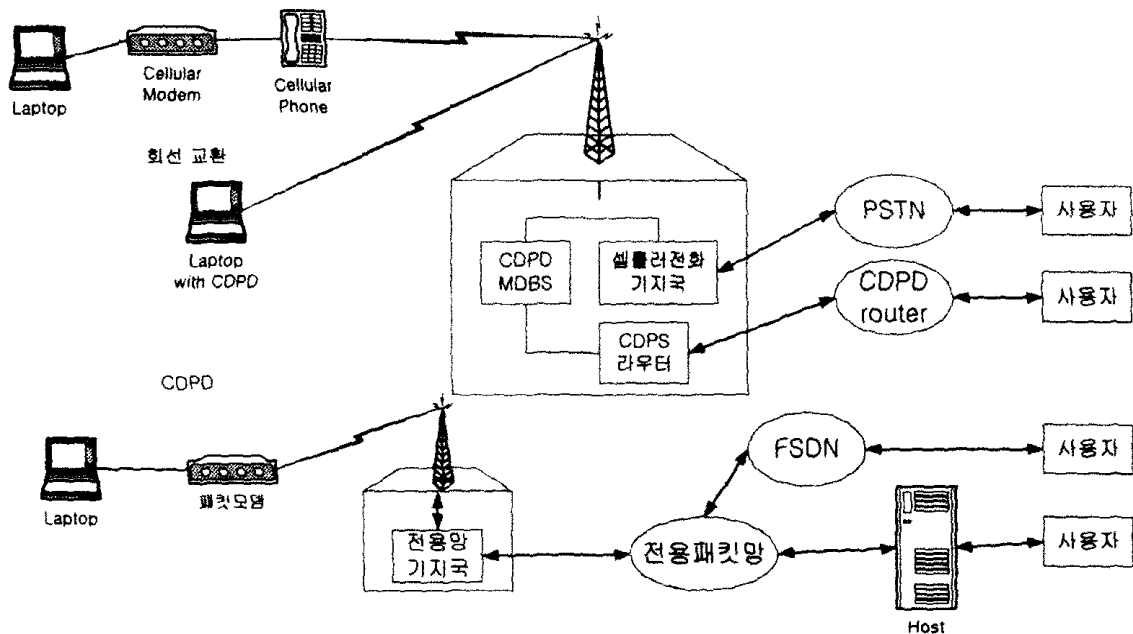 Laptop
Cellular
Modem
Cellular
Phone
회선 교환
Laptop
with CDPD
CDPD
MDBS
셀룰러전화
기지국
CDPS
라우터
PSTN
사용자
CDPD
router
사용자
CDPD
Laptop
패킷모뎀
전용망
기지국
전용패킷망
FSDN
사용자
Host
사용자